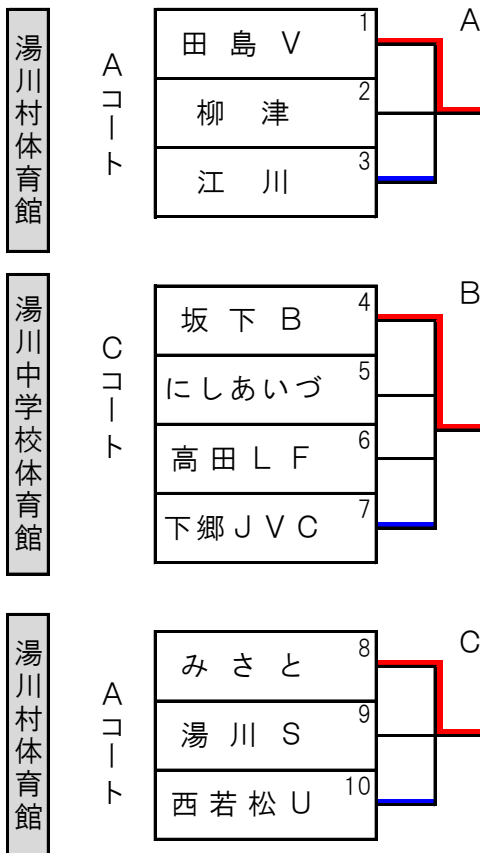 湯川村体育館
Aコート
田島V 1
柳津 2
江川 3
A
湯川中学校体育館
Cコート
坂下B 4
にしあいづ 5
高田LF 6
下郷JVC 7
B
湯川村体育館
Aコート
みさと 8
湯川S 9
西若松U 10
C